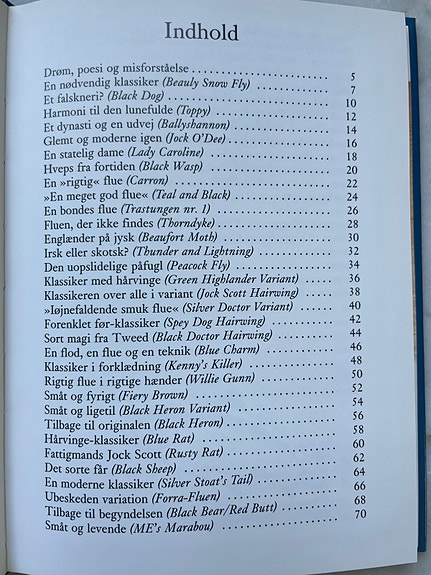 Indhold
Drøm, poesi og misforståelse . . . . . . . . . . . . . . . . . . . . . . . 5
En nødvendig klassiker (Beauly Snow Fly) . . . . . . . . . . . . . . 7
Et falskneri? (Black Dog) . . . . . . . . . . . . . . . . . . . . . . . . . 10
Harmoni til den lunefulde (Toppy) . . . . . . . . . . . . . . . . . . . 12
Et dynasti og en udvej (Ballyshannon) . . . . . . . . . . . . . . . . . 14
Glemt og moderne igen (Jock O'Dee) . . . . . . . . . . . . . . . . . . 16
En statelig dame (Lady Caroline) . . . . . . . . . . . . . . . . . . . . 18
Hveps fra fortiden (Black Wasp) . . . . . . . . . . . . . . . . . . . . . 20
En »rigtig« flue (Carron) . . . . . . . . . . . . . . . . . . . . . . . . . 22
»En meget god flue« (Teal and Black) . . . . . . . . . . . . . . . . . . 24
En bondes flue (Trastungen nr. 1) . . . . . . . . . . . . . . . . . . . . 26
Fluen, der ikke findes (Thorndyke) . . . . . . . . . . . . . . . . . . . 28
Englænder på jysk (Beaufort Moth) . . . . . . . . . . . . . . . . . . . 30
Irsk eller skotsk? (Thunder and Lightning) . . . . . . . . . . . . . . 32
Den uopslidelige påfugl (Peacock Fly) . . . . . . . . . . . . . . . . . 34
Klassiker med hårvinge (Green Highlander Variant) . . . . . . . . 36
Klassikeren over alle i variant (Jock Scott Hairwing) . . . . . . . . 38
»Iøjnefaldende smuk flue« (Silver Doctor Variant) . . . . . . . . . 40
Forenklet før-klassiker (Spey Dog Hairwing) . . . . . . . . . . . . . 42
Sort magi fra Tweed (Black Doctor Hairwing) . . . . . . . . . . . . 44
En flod, en flue og en teknik (Blue Charm) . . . . . . . . . . . . . . 46
Klassiker i forklædning (Kenny's Killer) . . . . . . . . . . . . . . . . 48
Rigtig flue i rigtige hænder (Willie Gunn) . . . . . . . . . . . . . . . 50
Småt og fyrigt (Fiery Brown) . . . . . . . . . . . . . . . . . . . . . . . 52
Småt og ligetil (Black Heron Variant) . . . . . . . . . . . . . . . . . . 54
Tilbage til originalen (Black Heron) . . . . . . . . . . . . . . . . . . . 56
Hårvinge-klassiker (Blue Rat) . . . . . . . . . . . . . . . . . . . . . . . 58
Fattigmands Jock Scott (Rusty Rat) . . . . . . . . . . . . . . . . . . . 60
Det sorte får (Black Sheep) . . . . . . . . . . . . . . . . . . . . . . . . . 62
En moderne klassiker (Silver Stoat's Tail) . . . . . . . . . . . . . . . 64
Ubeskeden variation (Forra-Fluen) . . . . . . . . . . . . . . . . . . . . 66
Tilbage til begyndelsen (Black Bear/Red Butt) . . . . . . . . . . . . 68
Småt og levende (ME's Marabou) . . . . . . . . . . . . . . . . . . . . . 70